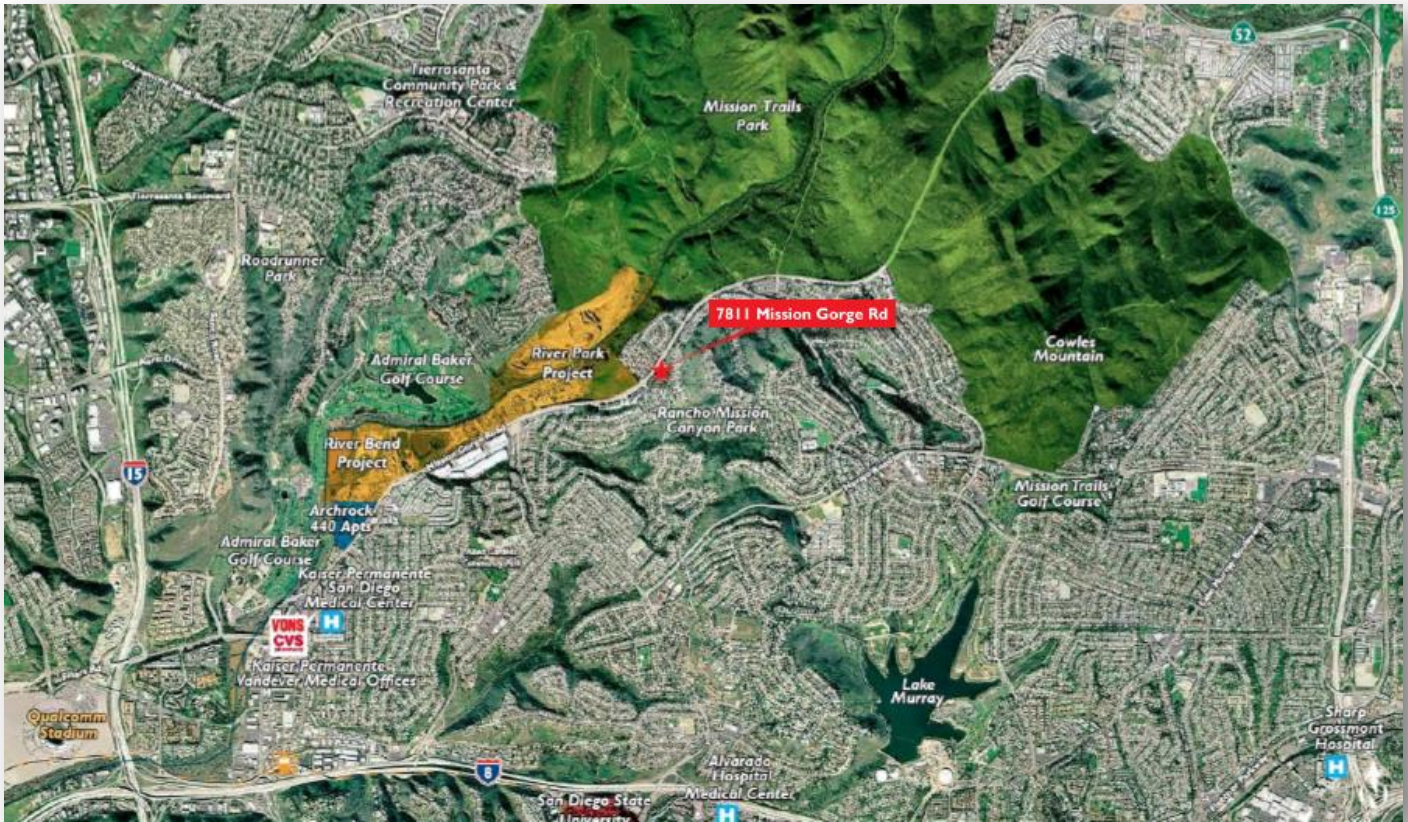 52
Tierrasanta
Community Park &
Recreation Center
Mission Trails
Park
Tierrasanta Boulevard
125
Roadrunner
Park
7811 Mission Gorge Rd
Cowles
Mountain
Admiral Baker
Golf Course
River Park
Project
Rancho Mission
Canyon Park
River Bend
Project
15
Mission Trails
Golf Course
Archrock
440 Apts
Admiral Baker
Golf Course
Kaiser Permanente
San Diego
Medical Center
H
VONS
CVS
Kaiser Permanente
Vandever Medical Offices
Lake
Murray
Qualcomm
Stadium
Sharp
Grossmont
Hospital
H
8
Alvarado
Hospital
Medical Center
H
San Diego State
University